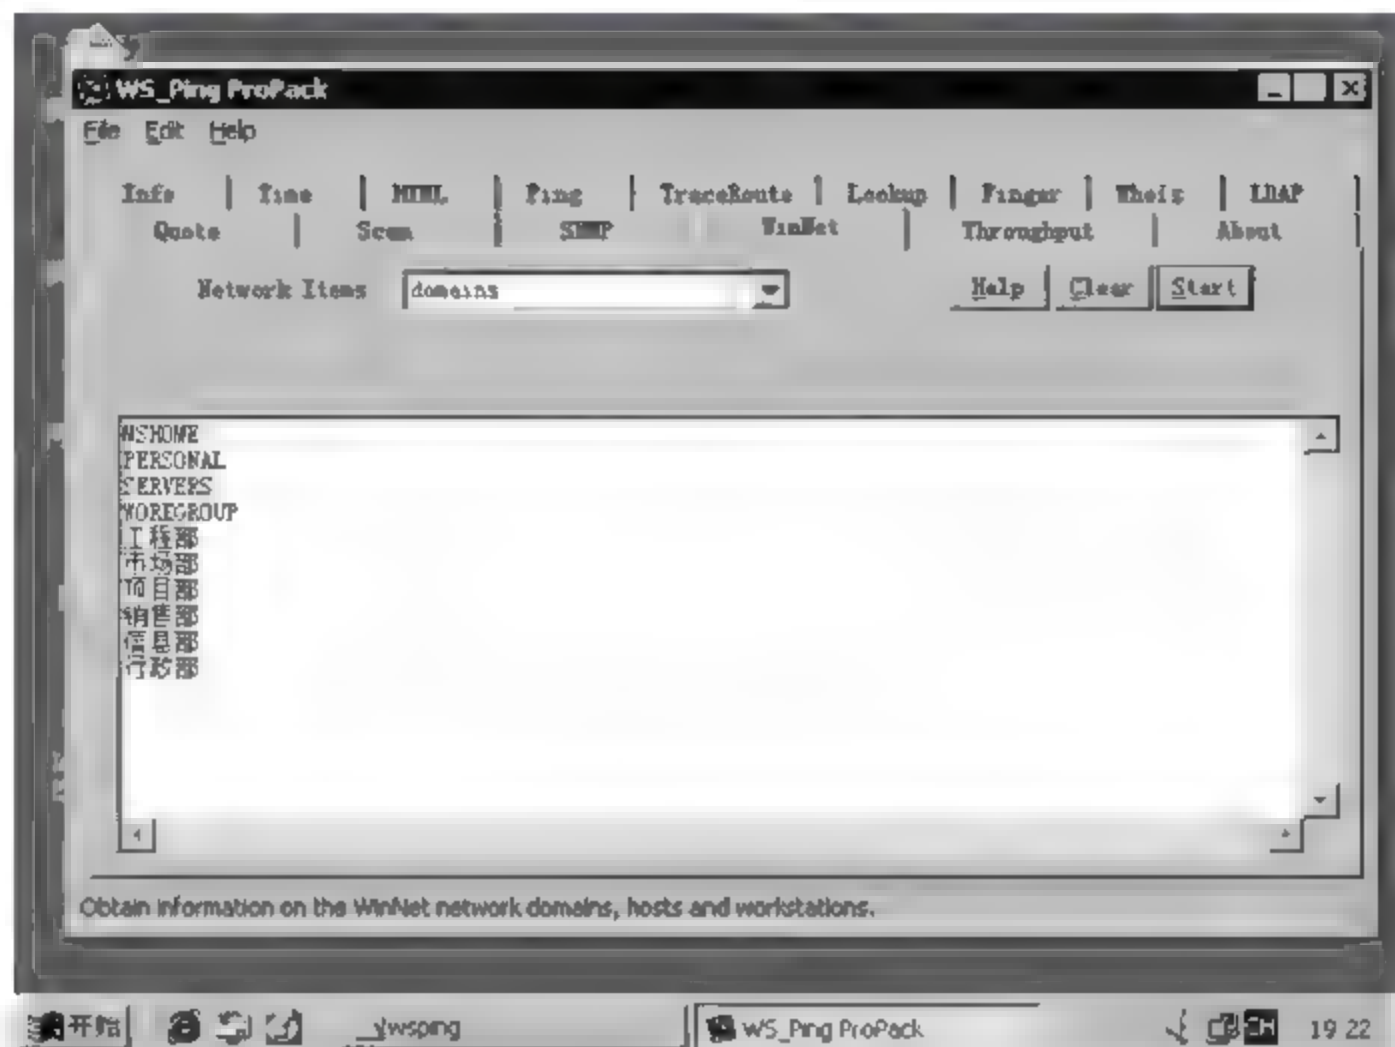 WS_Ping ProPack
File Edit Help
Info Time HTML Ping TraceRoute Lookup Finger Whois LDAP
Quote Scan SNMP WinNet Throughput About
Network Items domains Help Clear Start
MSHOME
PERSONAL
SERVERS
WORKGROUP
工程部
市场部
项目部
销售部
信息部
行政部
Obtain information on the WinNet network domains, hosts and workstations.
开始 wsping WS_Ping ProPack CH 19 22